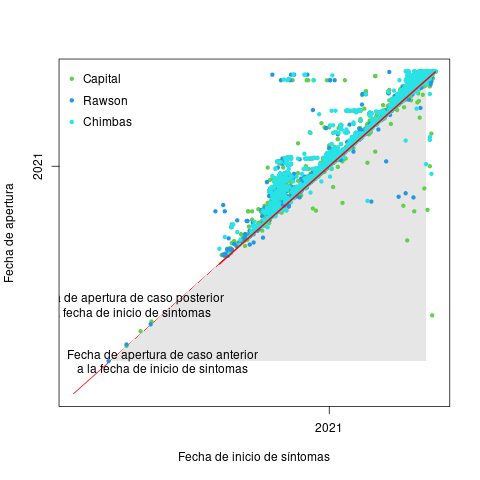 Capital
Rawson
Chimbas
2021
Fecha de apertura
de apertura de caso posterior
fecha de inicio de síntomas
Fecha de apertura de caso anterior
a la fecha de inicio de sintomas
2021
Fecha de inicio de síntomas